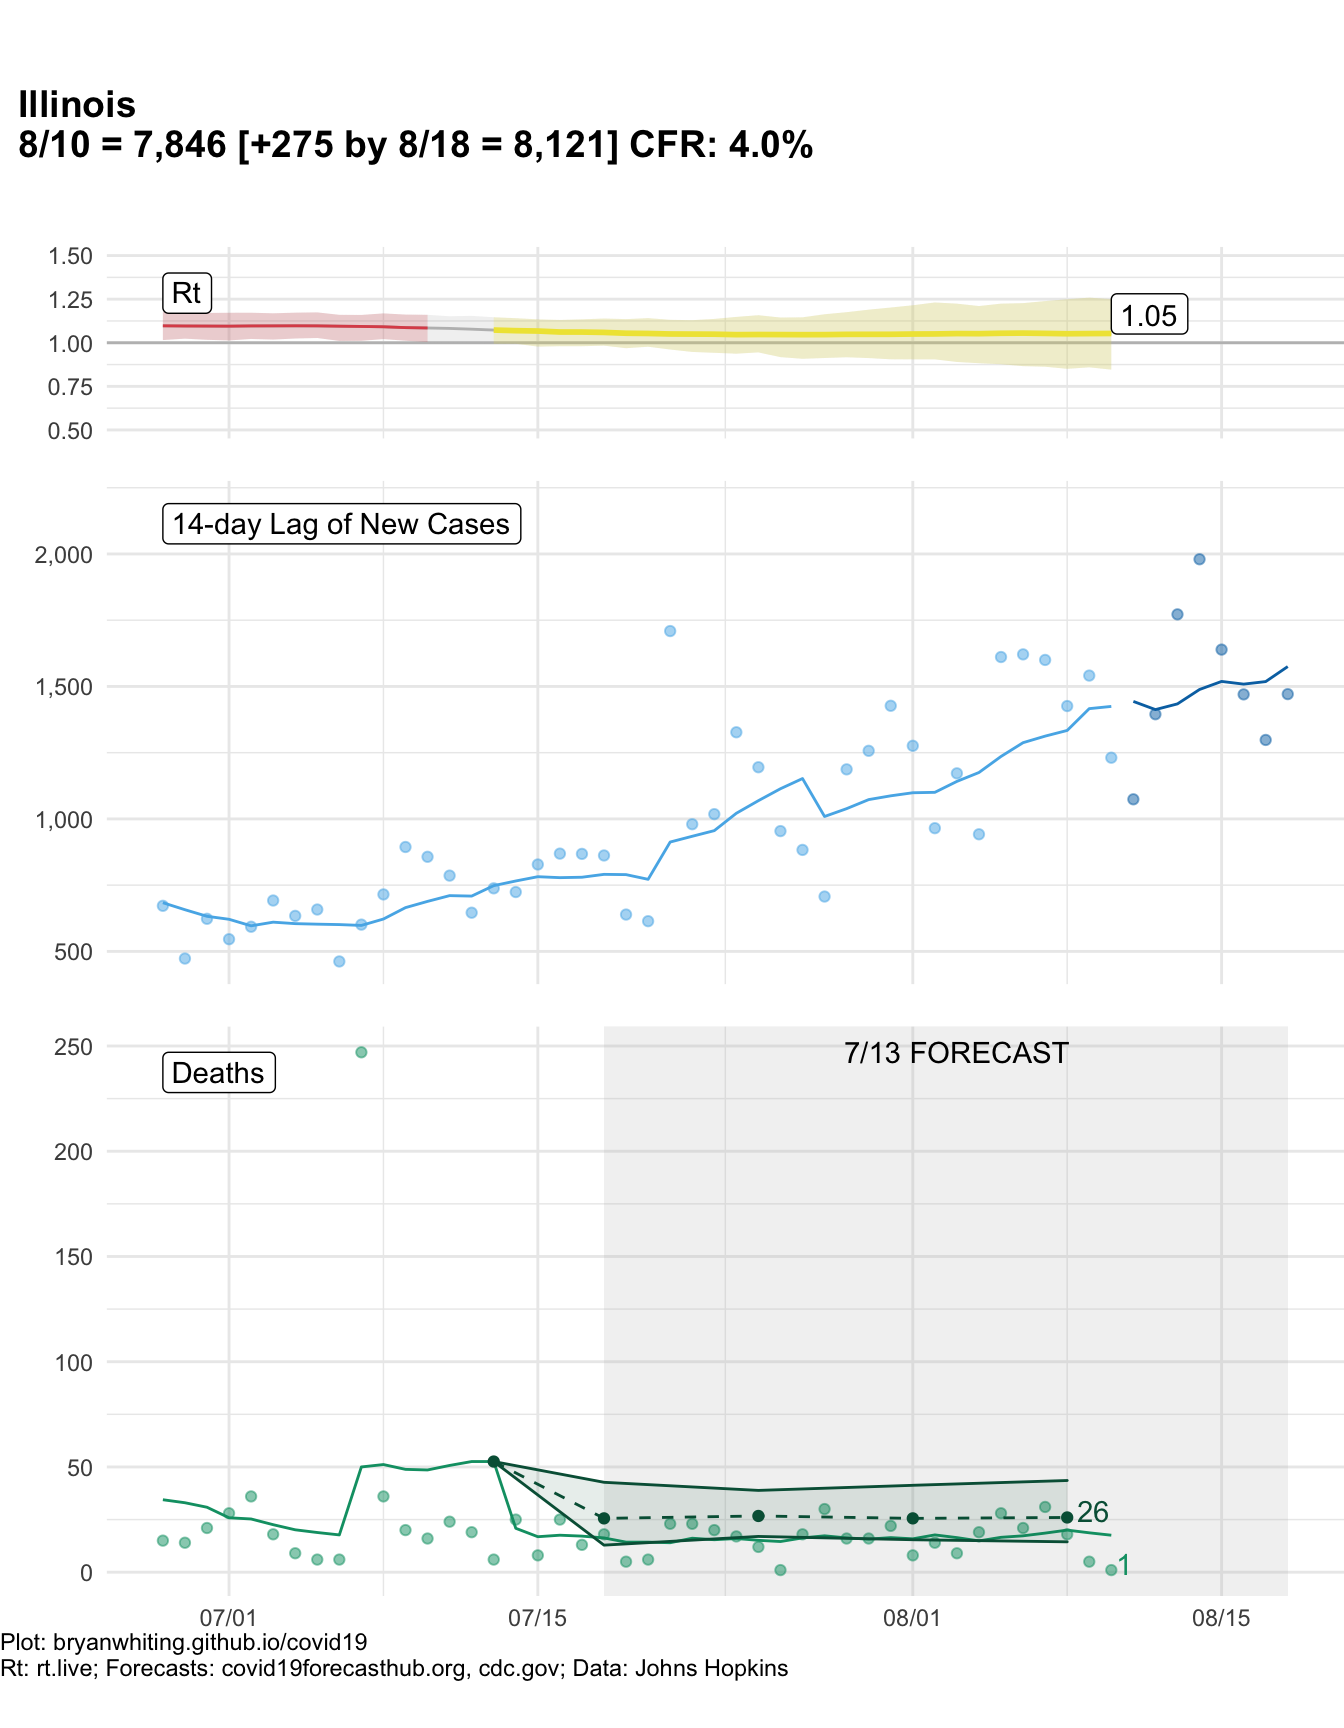 Illinois
8/10 = 7,846 [+275 by 8/18 = 8,121] CFR: 4.0%
1.50
1.25
1.00
0.75
0.50
Rt
1.05
14-day Lag of New Cases
2,000
1,500
1,000
500
Deaths
7/13 FORECAST
250
200
150
100
50
0
26
1
07/01
07/15
08/01
08/15
Plot: bryanwhiting.github.io/covid19
Rt: rt.live; Forecasts: covid19forecasthub.org, cdc.gov; Data: Johns Hopkins